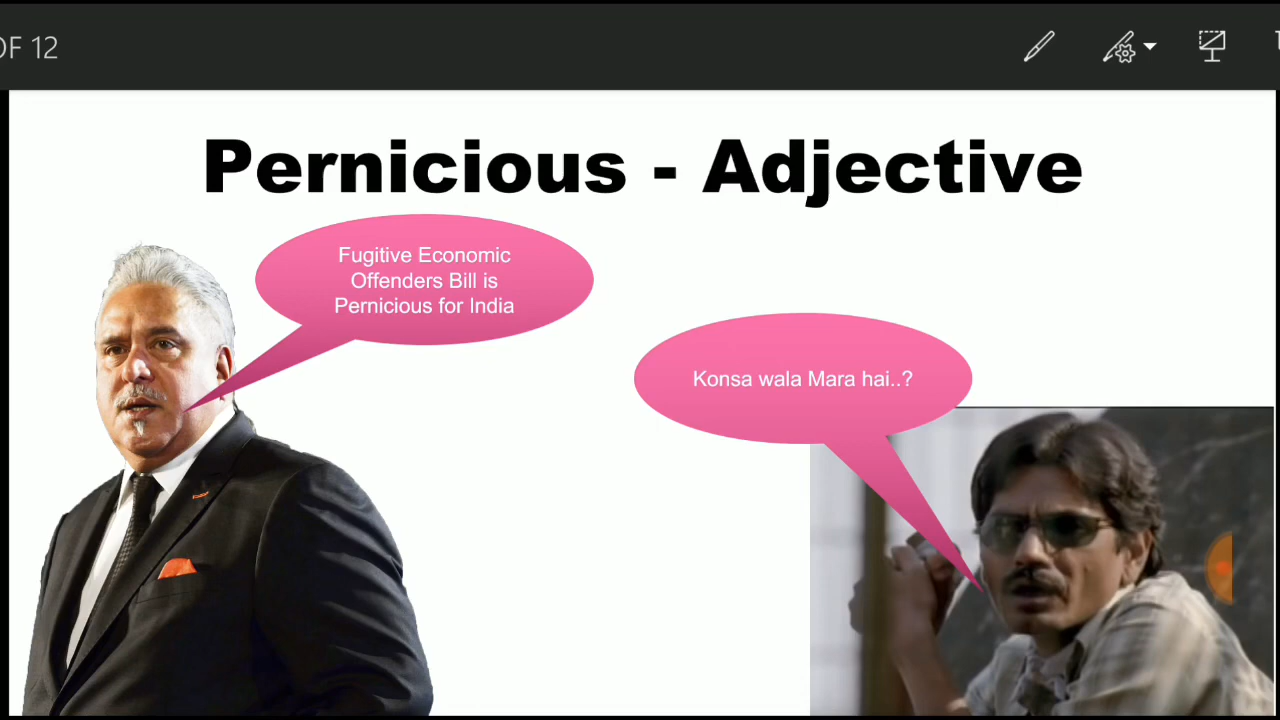 OF 12
Pernicious - Adjective
Fugitive Economic
Offenders Bill is
Pernicious for India
Konsa wala Mara hai..?